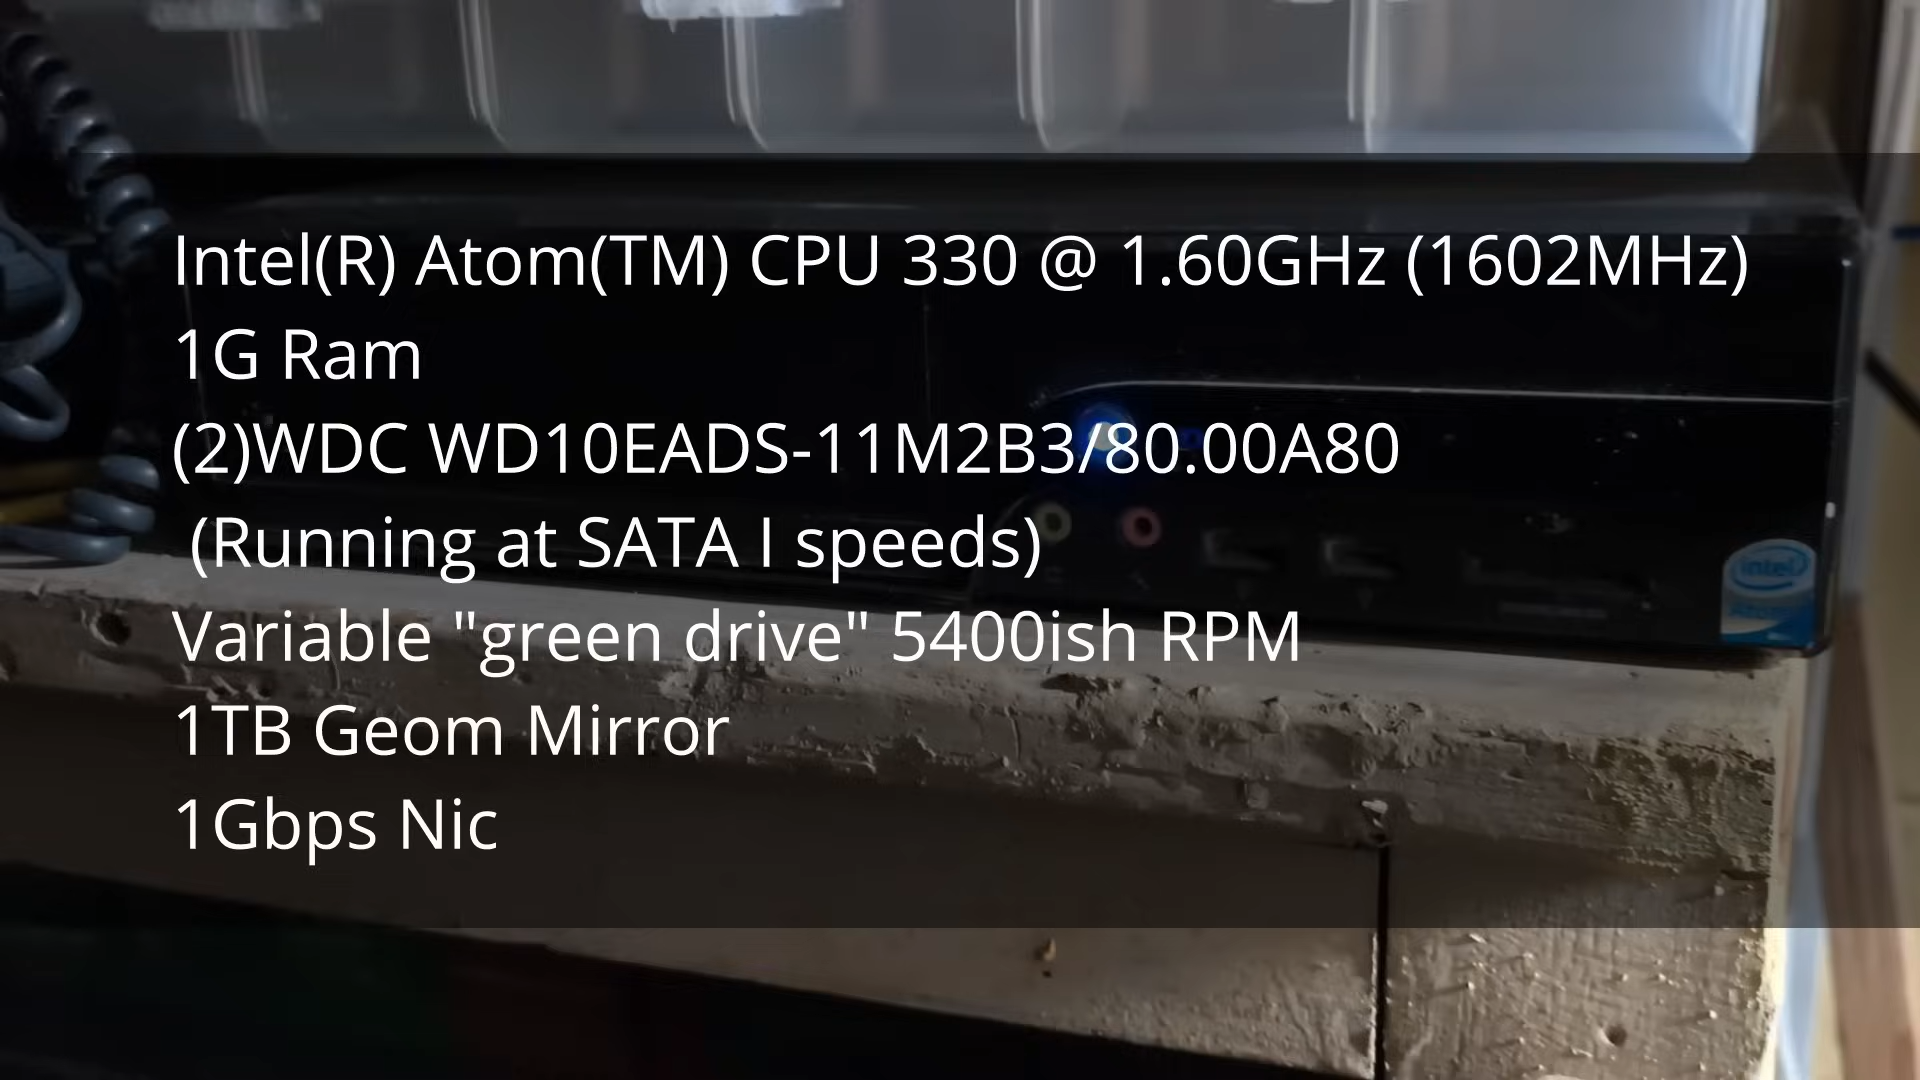 Intel(R) Atom(TM) CPU 330 @ 1.60GHz (1602MHz)
1G Ram
(2)WDC WD10EADS-11M2B3/80.00A80
(Running at SATA I speeds)
Variable "green drive" 5400ish RPM
1TB Geom Mirror
1Gbps Nic
intel